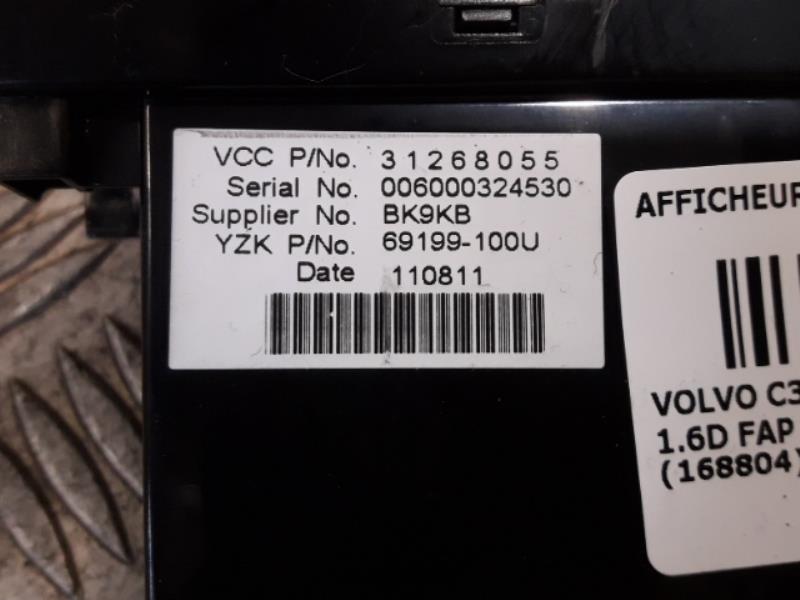 VCC P/No. 31268055
Serial No. 006000324530
Supplier No. BK9KB
YZK P/No. 69199-100U
Date 110811
AFFICHEUR
VOLVO C3
1.6D FAP
(168804)